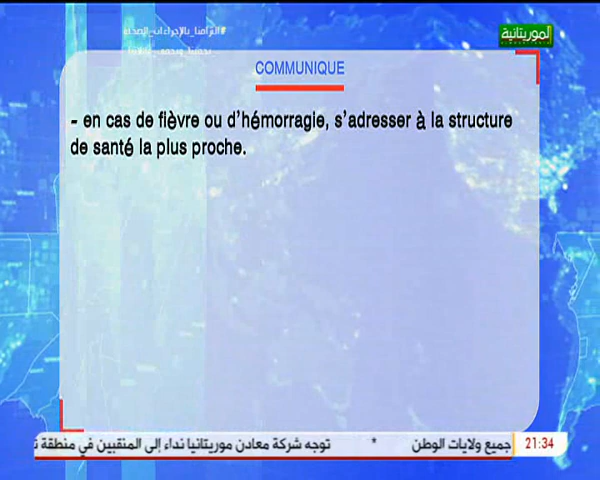 #التزامنا_بالإجراءات_الصحية
الموريتانية
COMMUNIQUE
- en cas de fièvre ou d'hémorragie, s'adresser à la structure
de santé la plus proche.
21:34 جميع ولايات الوطن * توجه شركة معادن موريتانيا نداء إلى المنقبين في منطقة